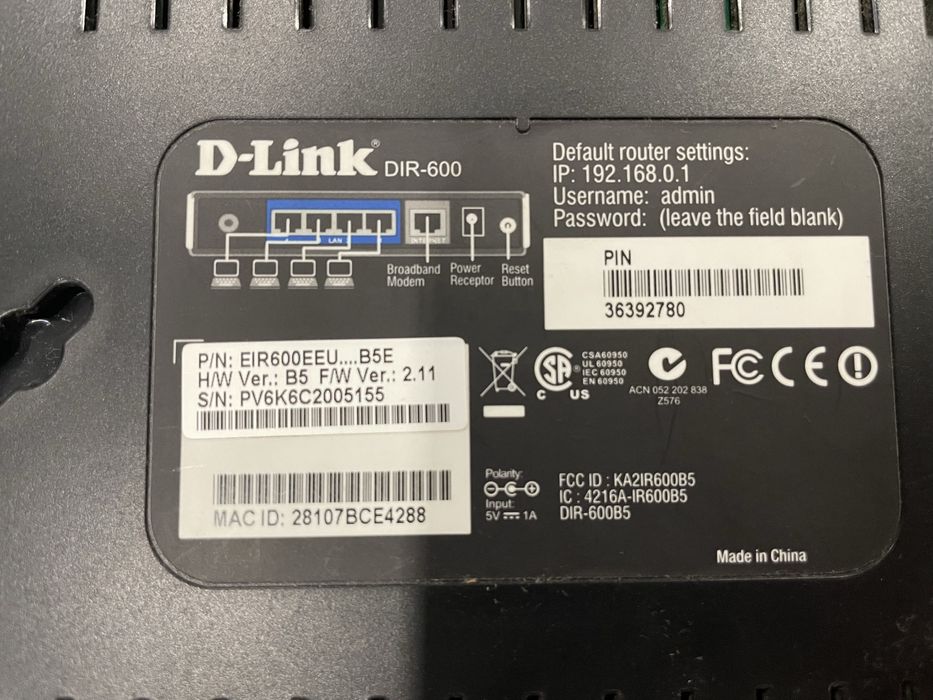 D-Link® DIR-600
LAN
INTERNET
Broadband
Modem
Power
Receptor
Reset
Button
Default router settings:
IP: 192.168.0.1
Username: admin
Password: (leave the field blank)
PIN
36392780
P/N: EIR600EEU....B5E
H/W Ver.: B5 F/W Ver.: 2.11
S/N: PV6K6C2005155
MAC ID: 28107BCE4288
SA
C US
CSA60950
UL 60950
IEC 60950
EN 60950
ACN 052 202 838
Z576
FC CE
Polarity:
Input:
5V 1A
FCC ID : KA2IR600B5
IC : 4216A-IR600B5
DIR-600B5
Made in China